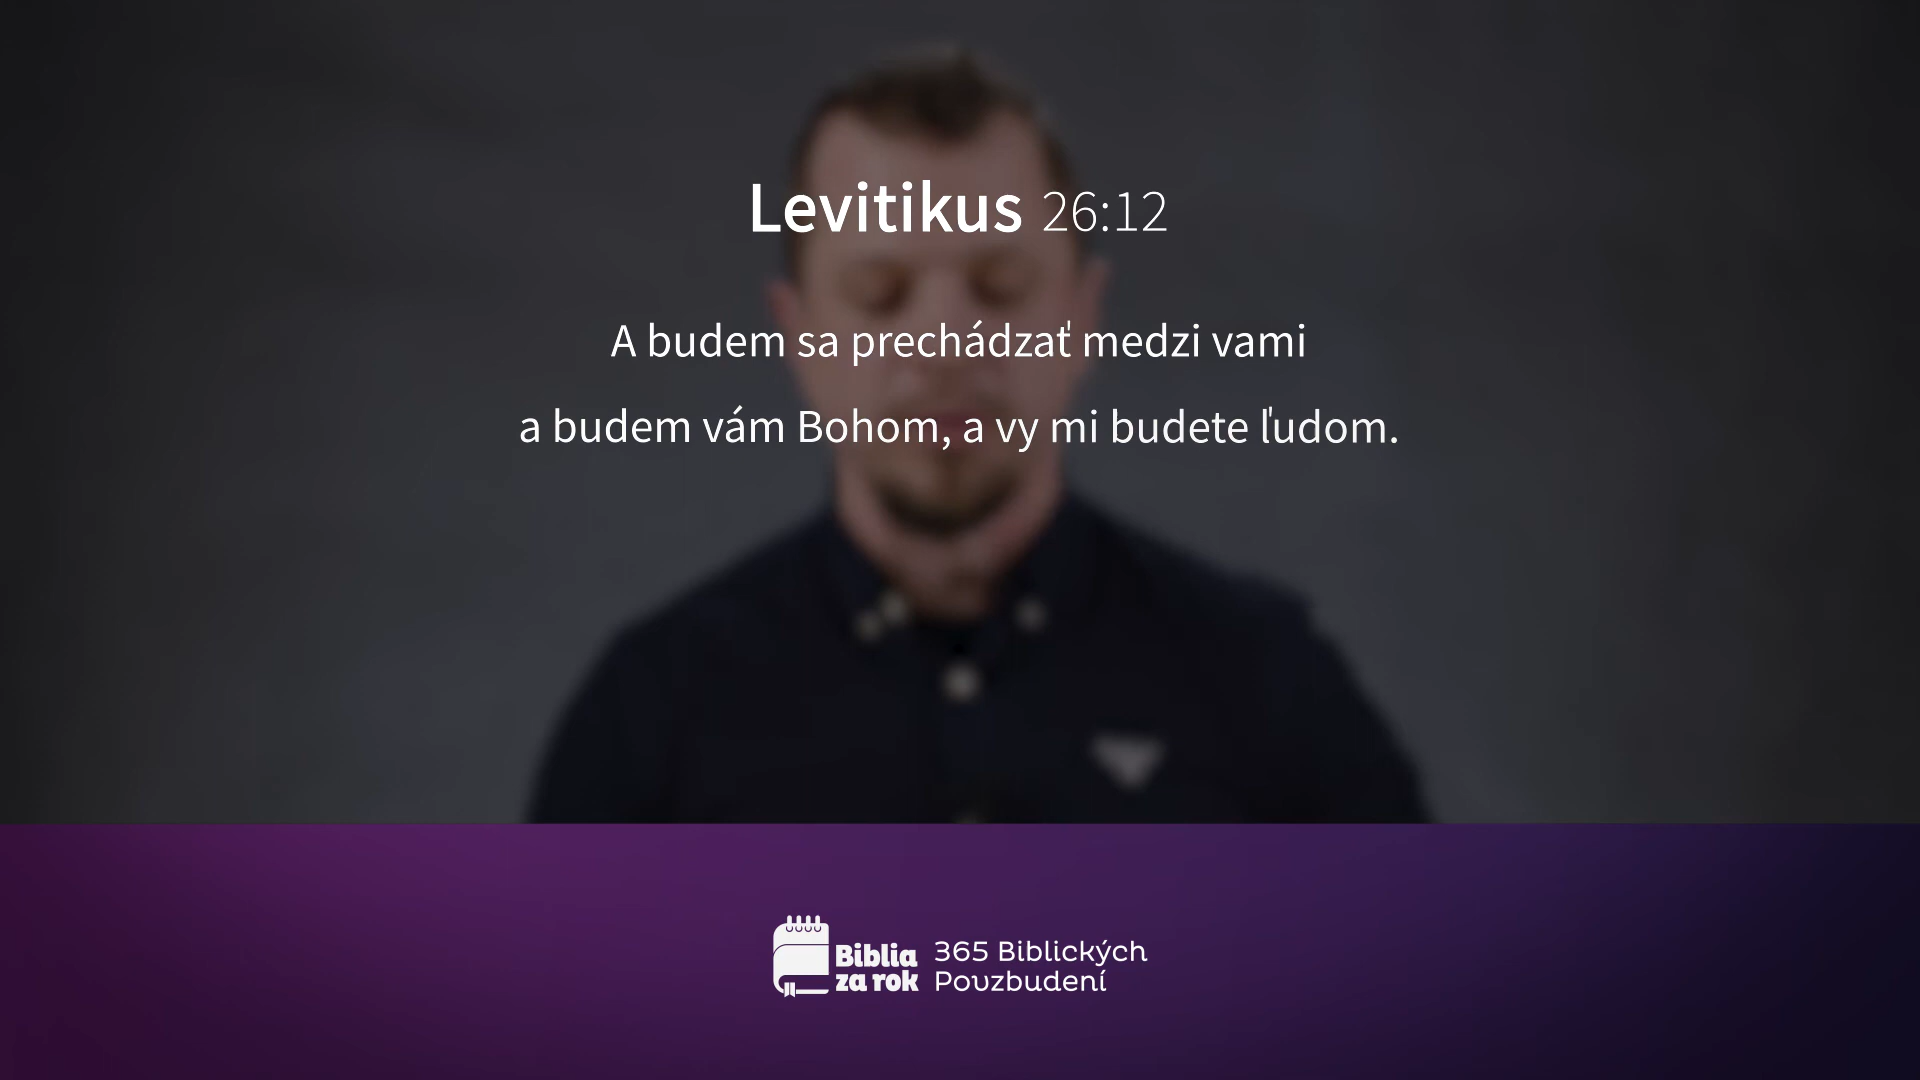 Levitikus 26:12
A budem sa prechádzať medzi vami
a budem vám Bohom, a vy mi budete ľudom.
Biblia
za rok
365 Biblických
Povzbudení